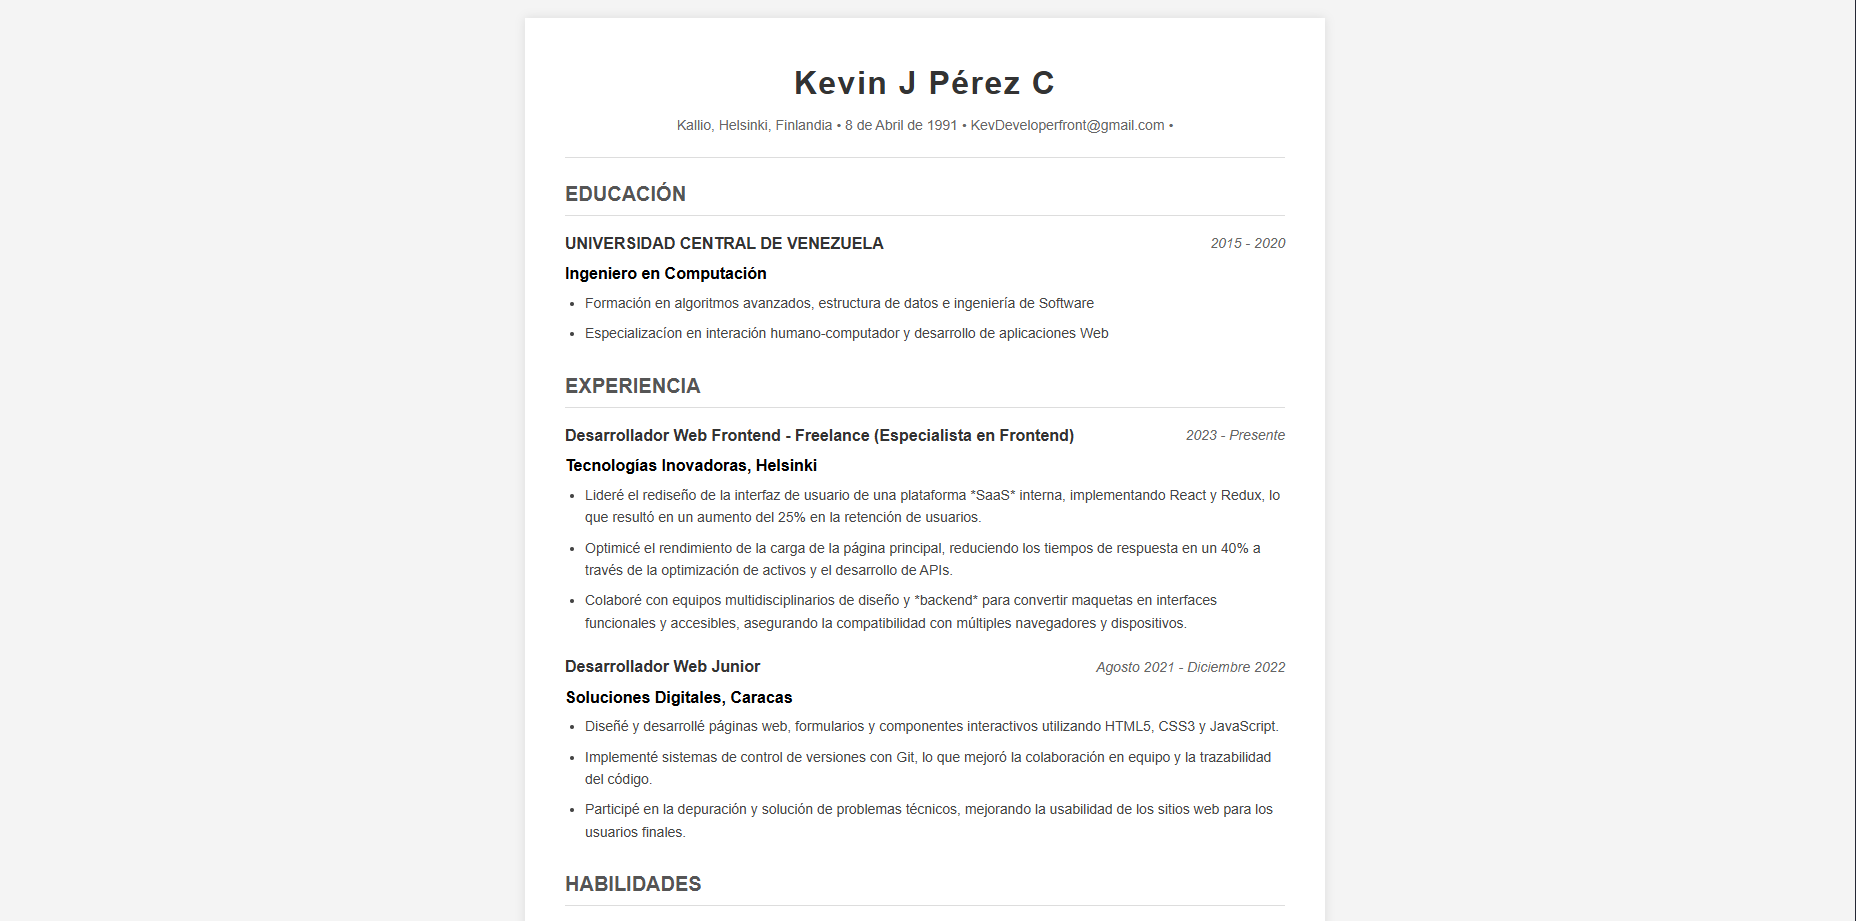 Kevin J Pérez C
Kallio, Helsinki, Finlandia • 8 de Abril de 1991 • KevDeveloperfront@gmail.com •
EDUCACIÓN
UNIVERSIDAD CENTRAL DE VENEZUELA 2015 - 2020
Ingeniero en Computación
• Formación en algoritmos avanzados, estructura de datos e ingeniería de Software
• Especializacíon en interación humano-computador y desarrollo de aplicaciones Web
EXPERIENCIA
Desarrollador Web Frontend - Freelance (Especialista en Frontend) 2023 - Presente
Tecnologías Inovadoras, Helsinki
• Lideré el rediseño de la interfaz de usuario de una plataforma *SaaS* interna, implementando React y Redux, lo
que resultó en un aumento del 25% en la retención de usuarios.
• Optimicé el rendimiento de la carga de la página principal, reduciendo los tiempos de respuesta en un 40% a
través de la optimización de activos y el desarrollo de APIs.
• Colaboré con equipos multidisciplinarios de diseño y *backend* para convertir maquetas en interfaces
funcionales y accesibles, asegurando la compatibilidad con múltiples navegadores y dispositivos.
Desarrollador Web Junior Agosto 2021 - Diciembre 2022
Soluciones Digitales, Caracas
• Diseñé y desarrollé páginas web, formularios y componentes interactivos utilizando HTML5, CSS3 y JavaScript.
• Implementé sistemas de control de versiones con Git, lo que mejoró la colaboración en equipo y la trazabilidad
del código.
• Participé en la depuración y solución de problemas técnicos, mejorando la usabilidad de los sitios web para los
usuarios finales.
HABILIDADES